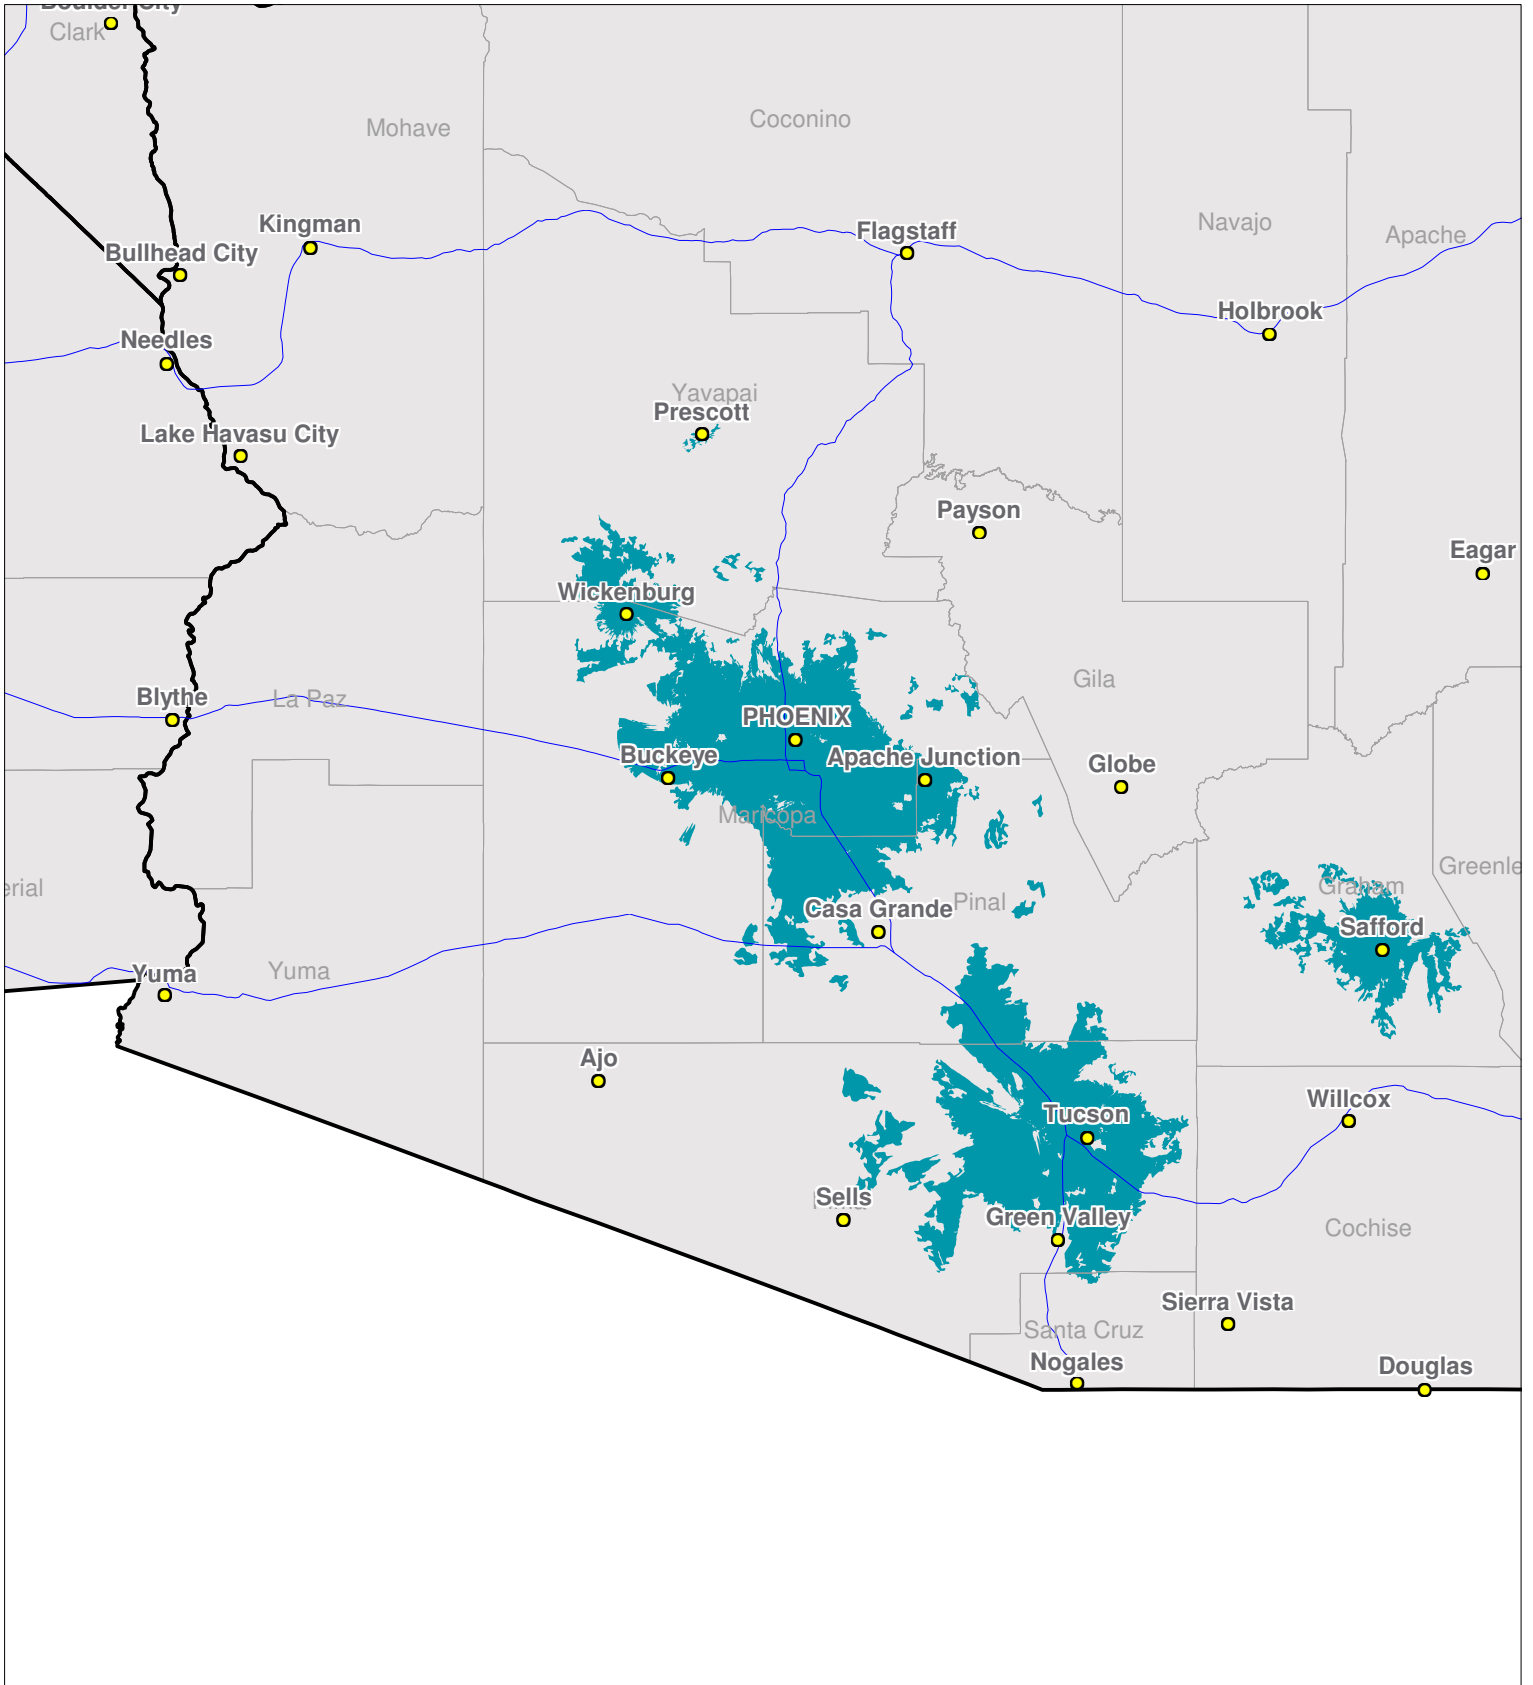 Boulder City
Clark
Mohave
Coconino
Navajo
Apache
Kingman
Flagstaff
Bullhead City
Holbrook
Needles
Yavapai
Prescott
Lake Havasu City
Payson
Eagar
Wickenburg
Gila
Blythe
La Paz
PHOENIX
Buckeye
Apache Junction
Globe
Maricopa
erial
Greenle
Graham
Pinal
Casa Grande
Safford
Yuma
Yuma
Ajo
Willcox
Tucson
Sells
Green Valley
Cochise
Sierra Vista
Santa Cruz
Nogales
Douglas